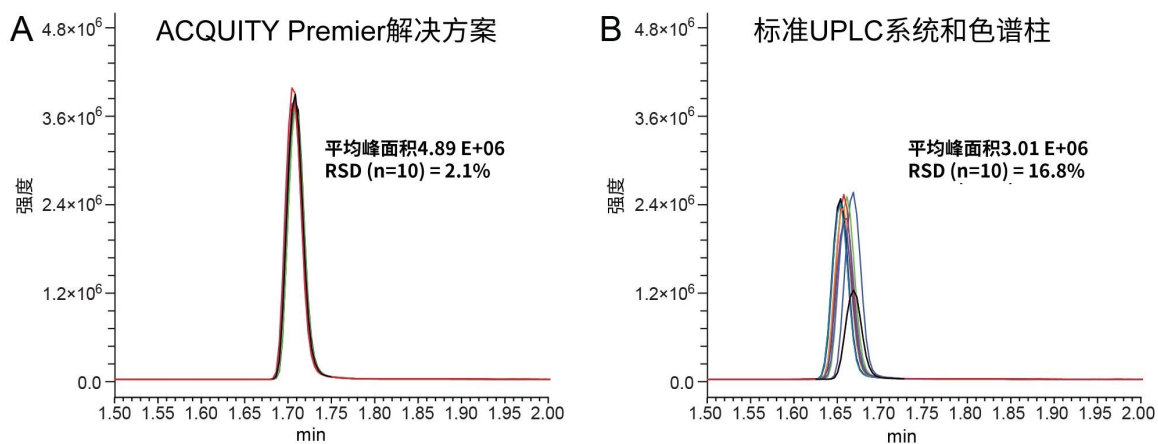 A
ACQUITY Premier解决方案
4.8×10⁶
3.6×10⁶
2.4×10⁶
1.2×10⁶
0.0
强度
平均峰面积4.89 E+06
RSD (n=10) = 2.1%
1.50 1.55 1.60 1.65 1.70 1.75 1.80 1.85 1.90 1.95 2.00
min
B
标准UPLC系统和色谱柱
4.8×10⁶
3.6×10⁶
2.4×10⁶
1.2×10⁶
0.0
强度
平均峰面积3.01 E+06
RSD (n=10) = 16.8%
1.50 1.55 1.60 1.65 1.70 1.75 1.80 1.85 1.90 1.95 2.00
min